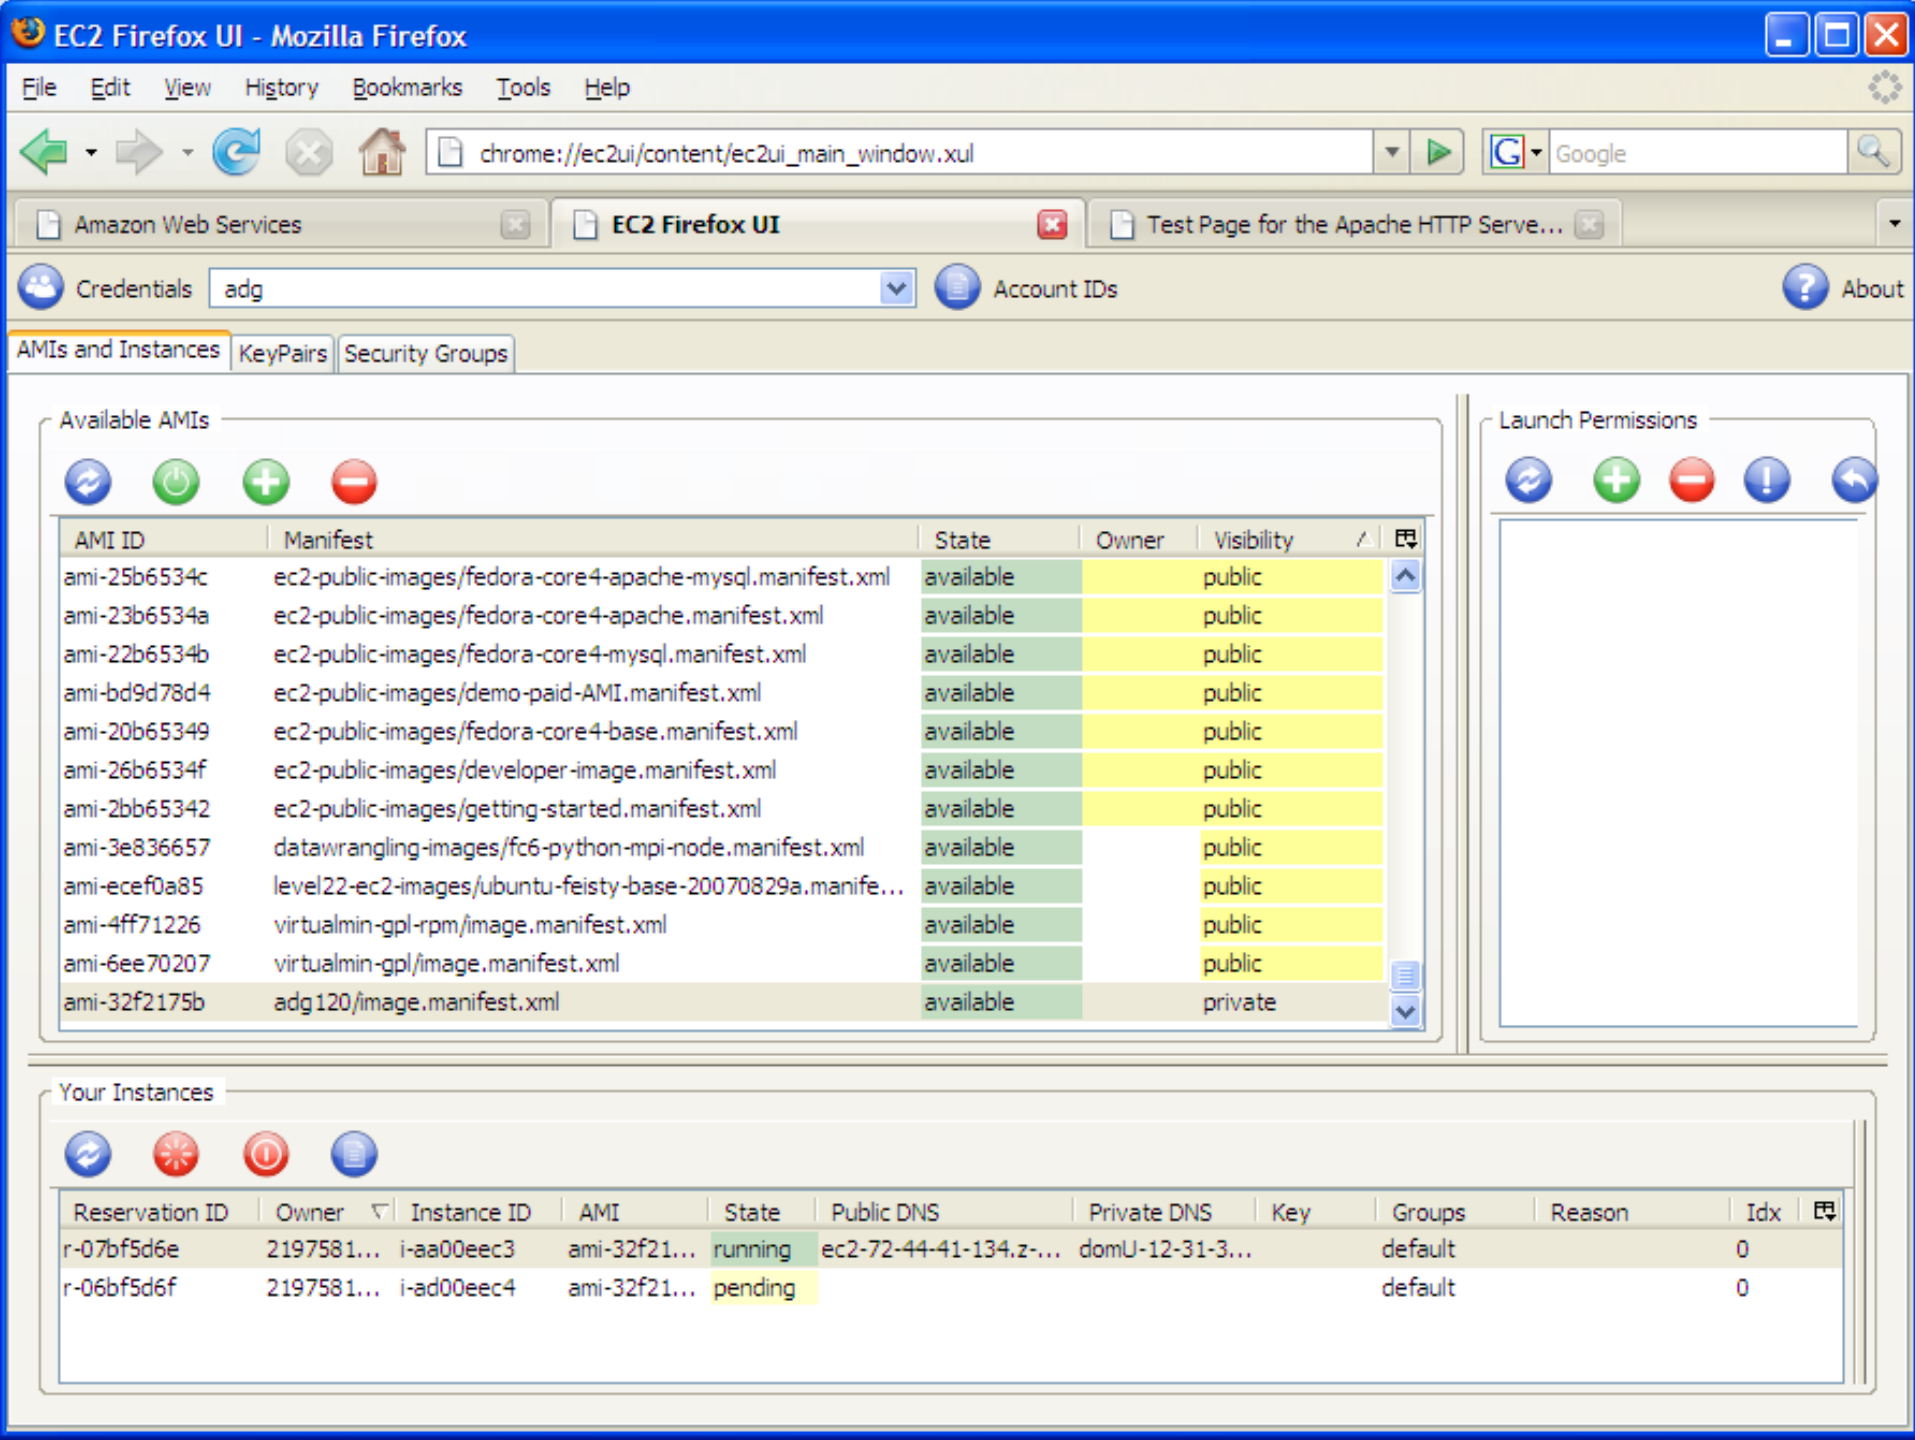 EC2 Firefox UI - Mozilla Firefox
File Edit View History Bookmarks Tools Help
chrome://ec2ui/content/ec2ui_main_window.xul G Google
Amazon Web Services EC2 Firefox UI Test Page for the Apache HTTP Serve...
Credentials adg Account IDs ? About
AMIs and Instances KeyPairs Security Groups
Available AMIs Launch Permissions
AMI ID Manifest State Owner Visibility
ami-25b6534c ec2-public-images/fedora-core4-apache-mysql.manifest.xml available public
ami-23b6534a ec2-public-images/fedora-core4-apache.manifest.xml available public
ami-22b6534b ec2-public-images/fedora-core4-mysql.manifest.xml available public
ami-bd9d78d4 ec2-public-images/demo-paid-AMI.manifest.xml available public
ami-20b65349 ec2-public-images/fedora-core4-base.manifest.xml available public
ami-26b6534f ec2-public-images/developer-image.manifest.xml available public
ami-2bb65342 ec2-public-images/getting-started.manifest.xml available public
ami-3e836657 datawrangling-images/fc6-python-mpi-node.manifest.xml available public
ami-ecef0a85 level22-ec2-images/ubuntu-feisty-base-20070829a.manife... available public
ami-4ff71226 virtualmin-gpl-rpm/image.manifest.xml available public
ami-6ee70207 virtualmin-gpl/image.manifest.xml available public
ami-32f2175b adg120/image.manifest.xml available private
Your Instances
Reservation ID Owner Instance ID AMI State Public DNS Private DNS Key Groups Reason Idx
r-07bf5d6e 2197581... i-aa00eec3 ami-32f21... running ec2-72-44-41-134.z-... domU-12-31-3... default 0
r-06bf5d6f 2197581... i-ad00eec4 ami-32f21... pending default 0